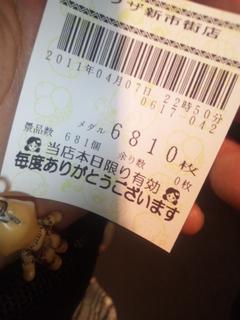 ザ新市街店
2011年04月07日 22時50分
0617-042
メダル 6810枚
景品数 681個 余り数 0枚
当店本日限り有効
毎度ありがとうございます